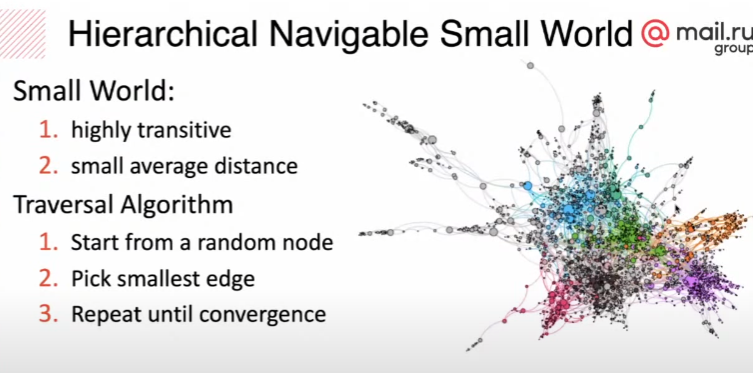 Hierarchical Navigable Small World
@ mail.ru
group
Small World:
1. highly transitive
2. small average distance
Traversal Algorithm
1. Start from a random node
2. Pick smallest edge
3. Repeat until convergence